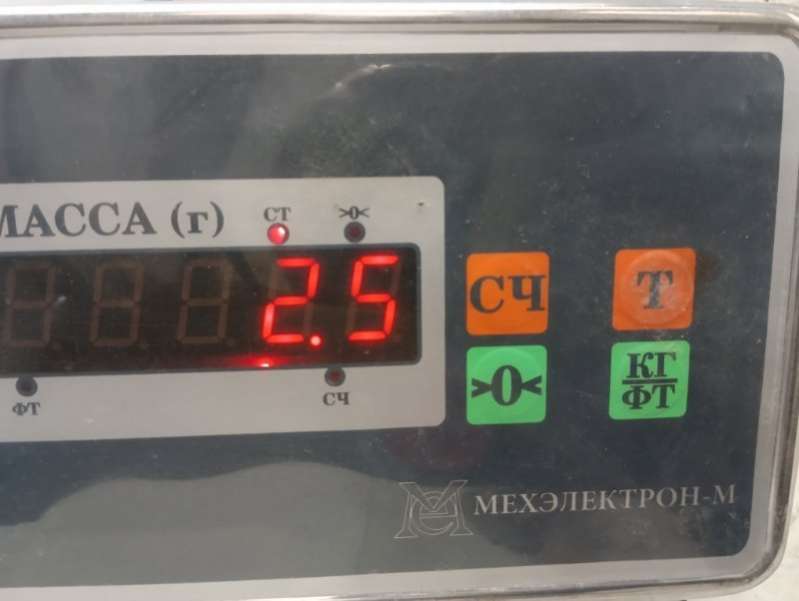 МАССА (г)
СТ >0<
2.5
ФТ СЧ
СЧ Т
>0< КГ
ФТ
МЕХЭЛЕКТРОН-М